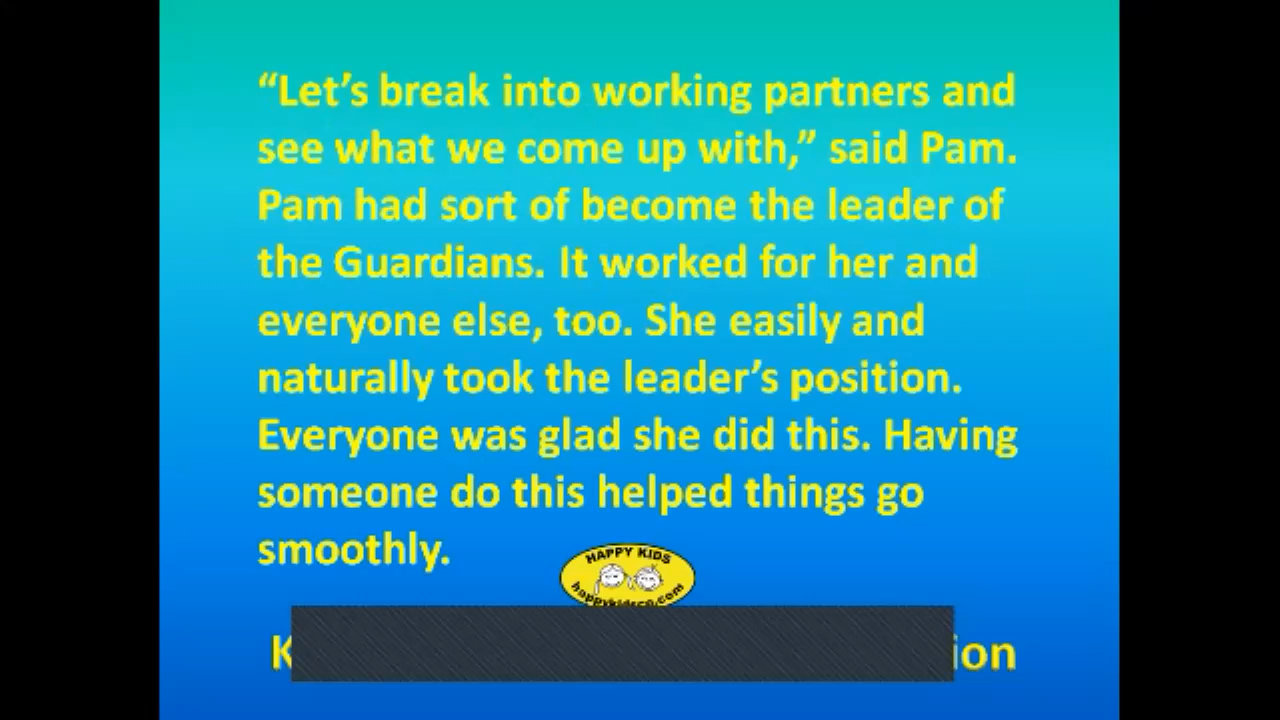 “Let’s break into working partners and
see what we come up with,” said Pam.
Pam had sort of become the leader of
the Guardians. It worked for her and
everyone else, too. She easily and
naturally took the leader’s position.
Everyone was glad she did this. Having
someone do this helped things go
smoothly.
HAPPY KIDS
happykidsco.com